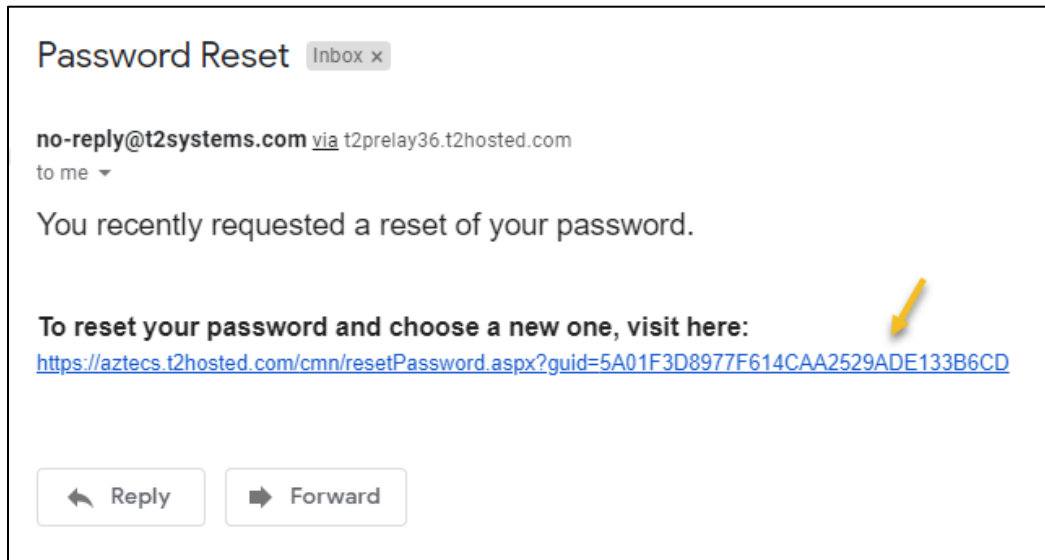 Password Reset Inbox x
no-reply@t2systems.com via t2prelay36.t2hosted.com
to me
You recently requested a reset of your password.
To reset your password and choose a new one, visit here:
https://aztecs.t2hosted.com/cmn/resetPassword.aspx?guid=5A01F3D8977F614CAA2529ADE133B6CD
Reply Forward